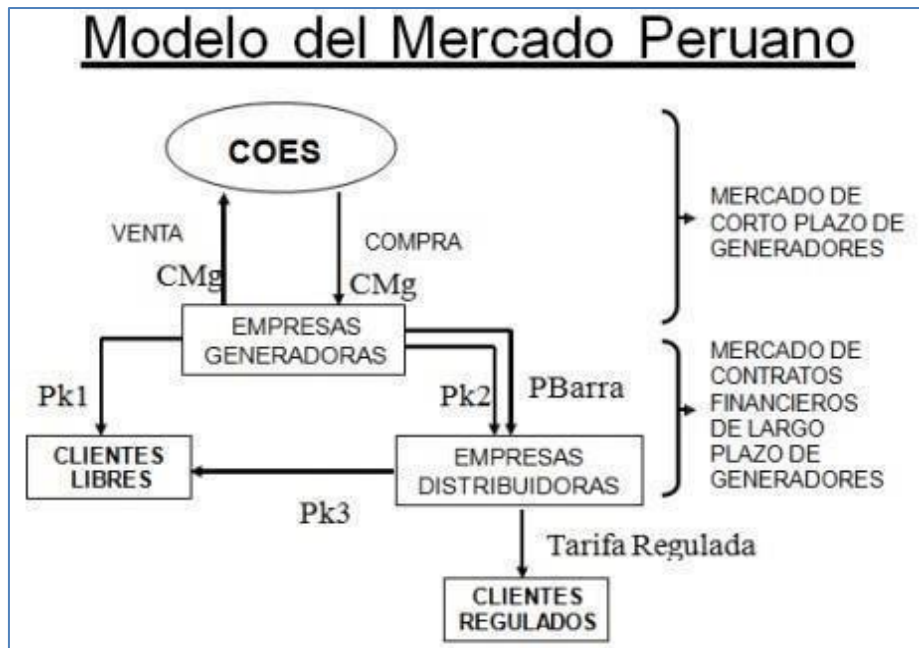 Modelo del Mercado Peruano
COES
VENTA
CMg
COMPRA
CMg
MERCADO DE
CORTO PLAZO DE
GENERADORES
EMPRESAS
GENERADORAS
Pk1
Pk2
PBarra
MERCADO DE
CONTRATOS
FINANCIEROS
DE LARGO
PLAZO DE
GENERADORES
CLIENTES
LIBRES
EMPRESAS
DISTRIBUIDORAS
Pk3
Tarifa Regulada
CLIENTES
REGULADOS